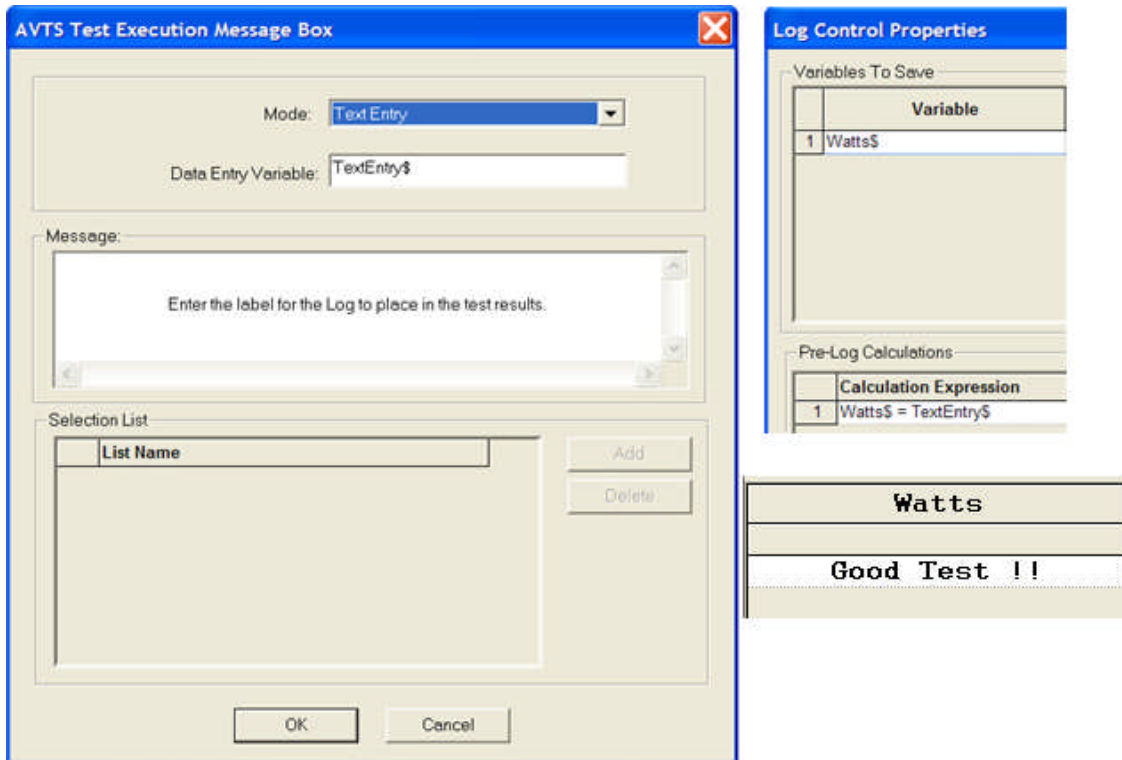 AVTS Test Execution Message Box
Mode: Text Entry
Data Entry Variable: TextEntry$
Message:
Enter the label for the Log to place in the test results.
Selection List
List Name
Add
Delete
OK Cancel
Log Control Properties
Variables To Save
Variable
1 Watts$
Pre-Log Calculations
Calculation Expression
1 Watts$ = TextEntry$
Watts
Good Test !!